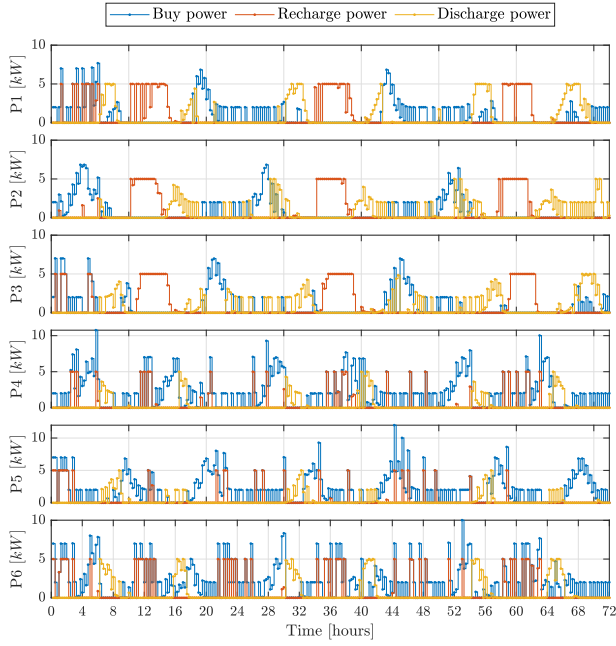 Buy power Recharge power Discharge power
10
5
0
P1 [kW]
10
5
0
P2 [kW]
10
5
0
P3 [kW]
10
5
0
P4 [kW]
10
5
0
P5 [kW]
10
5
0
P6 [kW]
0 4 8 12 16 20 24 28 32 36 40 44 48 52 56 60 64 68 72
Time [hours]